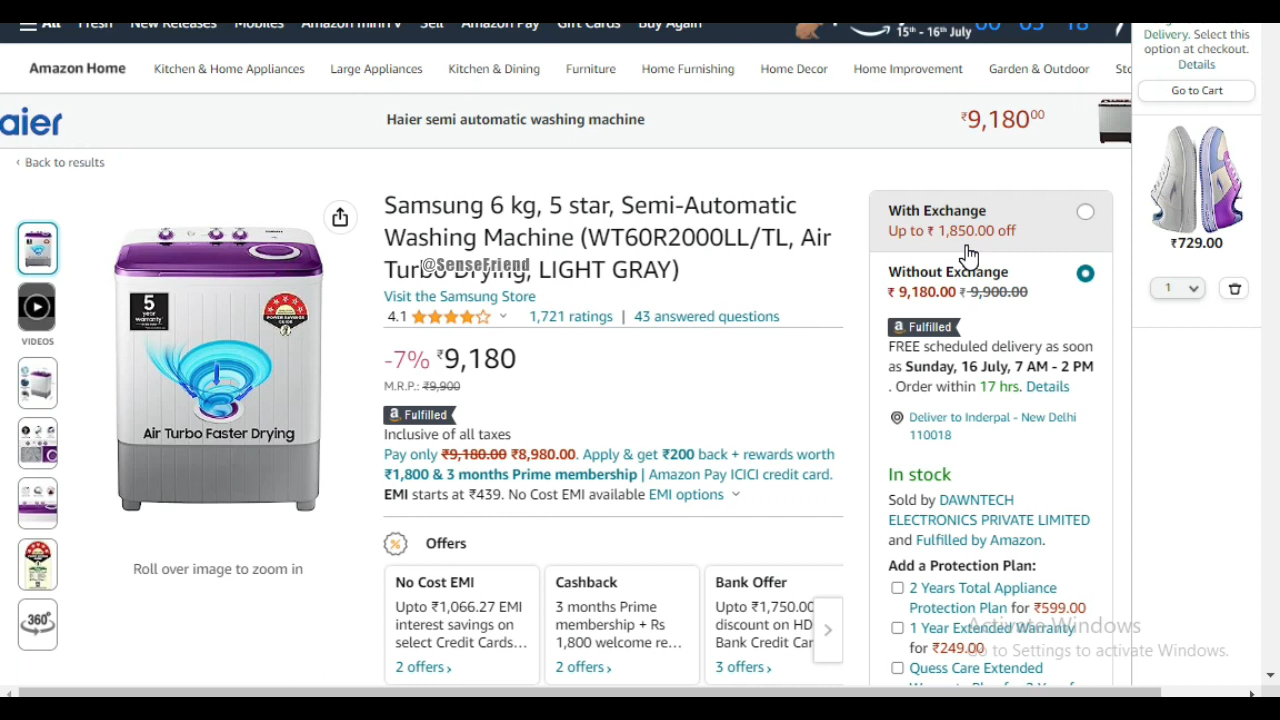 All Fresh New Releases Mobiles Amazon miniTV Sell Amazon Pay Gift Cards Buy Again
15th - 16th July
Amazon Home Kitchen & Home Appliances Large Appliances Kitchen & Dining Furniture Home Furnishing Home Decor Home Improvement Garden & Outdoor Sto
aier Haier semi automatic washing machine ₹9,18000
‹ Back to results
Samsung 6 kg, 5 star, Semi-Automatic
Washing Machine (WT60R2000LL/TL, Air
Turbo Drying, LIGHT GRAY)
@SenseFriend
Visit the Samsung Store
4.1 1,721 ratings | 43 answered questions
-7% ₹9,180
M.R.P.: ₹9,900
a Fulfilled
Inclusive of all taxes
Pay only ₹9,180.00 ₹8,980.00. Apply & get ₹200 back + rewards worth
₹1,800 & 3 months Prime membership | Amazon Pay ICICI credit card.
EMI starts at ₹439. No Cost EMI available EMI options
Offers
No Cost EMI
Upto ₹1,066.27 EMI
interest savings on
select Credit Cards...
2 offers ›
Cashback
3 months Prime
membership + Rs
1,800 welcome re...
2 offers ›
Bank Offer
Upto ₹1,750.00
discount on HD
Bank Credit Car
3 offers ›
5
year
warranty
Air Turbo Faster Drying
VIDEOS
360°
Roll over image to zoom in
With Exchange
Up to ₹ 1,850.00 off
Without Exchange
₹ 9,180.00 ₹ 9,900.00
a Fulfilled
FREE scheduled delivery as soon
as Sunday, 16 July, 7 AM - 2 PM
. Order within 17 hrs. Details
Deliver to Inderpal - New Delhi
110018
In stock
Sold by DAWNTECH
ELECTRONICS PRIVATE LIMITED
and Fulfilled by Amazon.
Add a Protection Plan:
2 Years Total Appliance
Protection Plan for ₹599.00
1 Year Extended Warranty
for ₹249.00
Quess Care Extended
Activate Windows
Go to Settings to activate Windows.
Delivery. Select this
option at checkout.
Details
Go to Cart
₹729.00
1